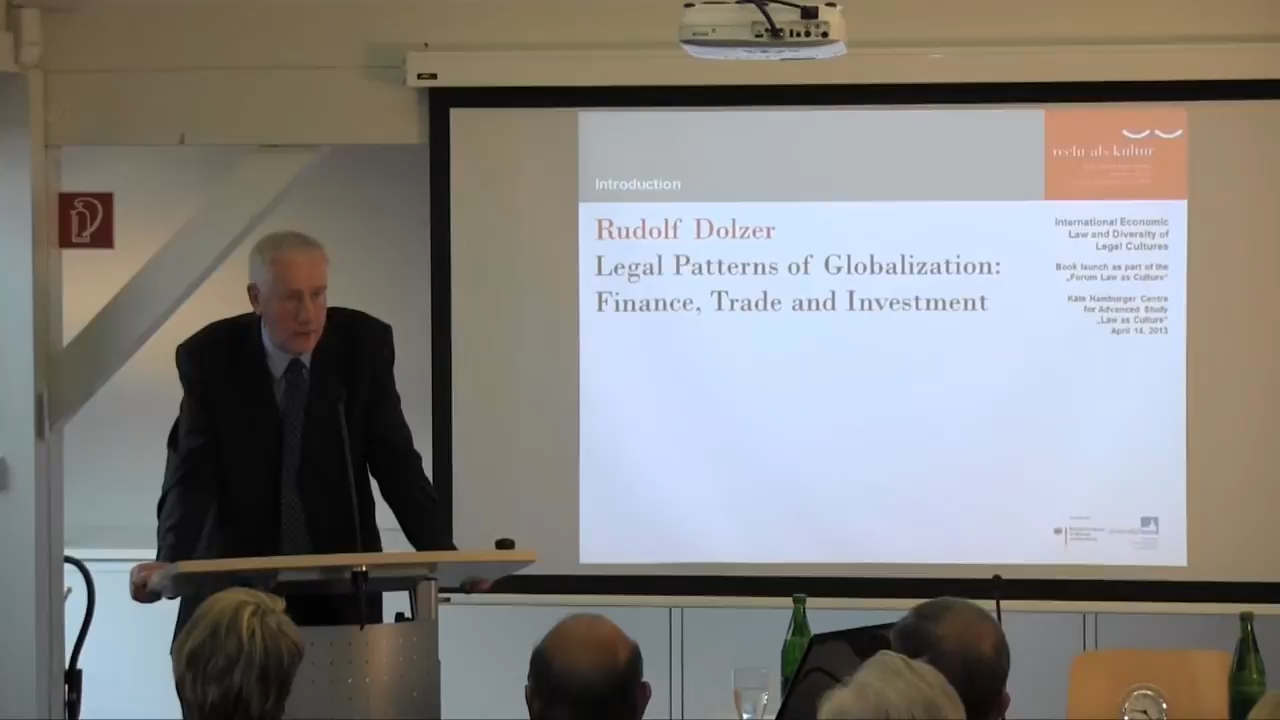 Introduction
recht als kultur
Rudolf Dolzer
Legal Patterns of Globalization:
Finance, Trade and Investment
International Economic
Law and Diversity of
Legal Cultures
Book launch as part of the
„Forum Law as Culture"
Käte Hamburger Centre
for Advanced Study
„Law as Culture"
April 14, 2013